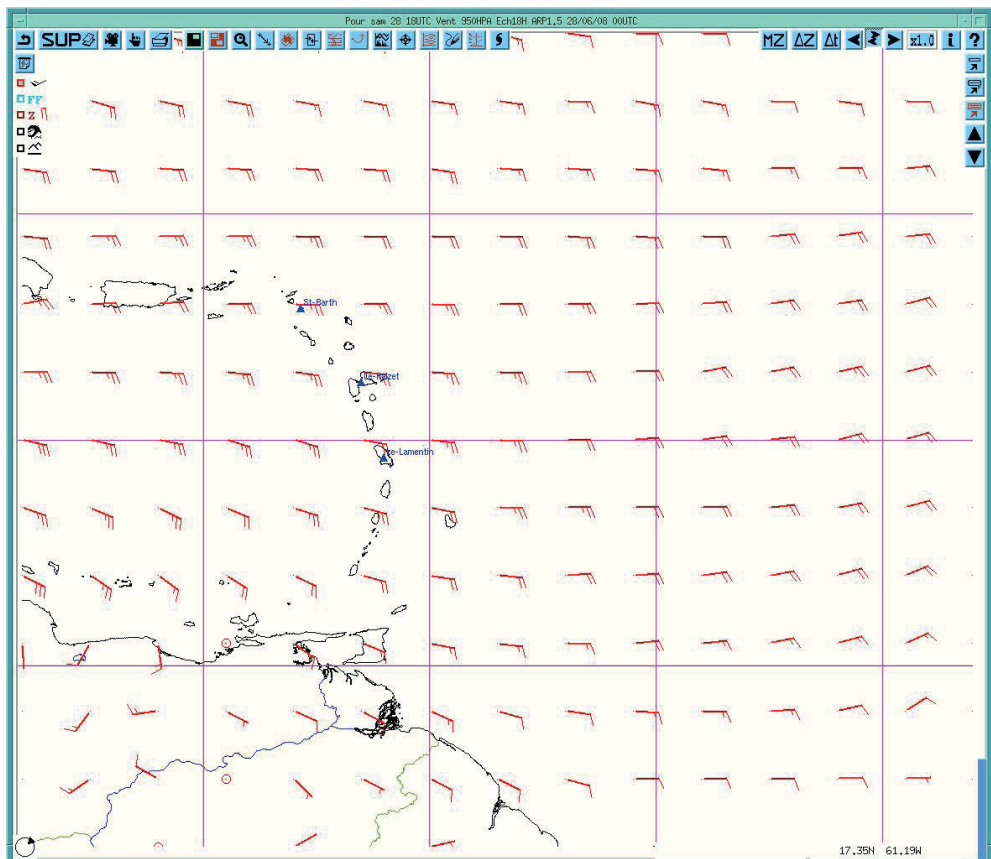 Pour sam 28 18UTC Vent 950HPA Ech18H ARP1.5 28/06/08 00UTC
SUP MZ ΔZ Δt x1.0 i ?
FF
Z
St-Barth
Le-Raizet
Le-Lamentin
17.35N 61.19W